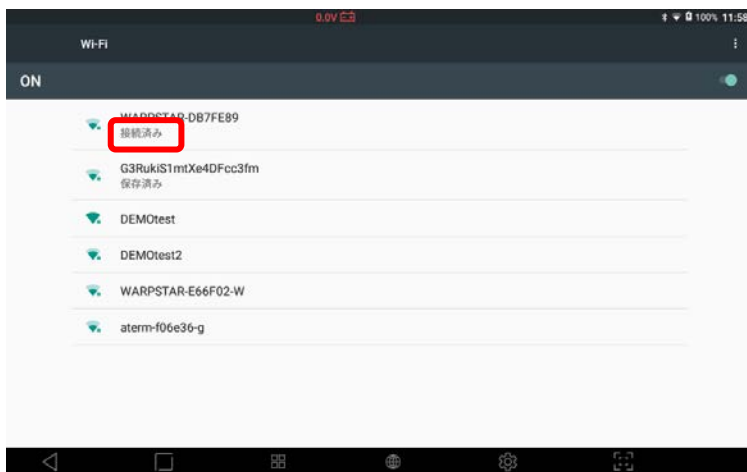 0.0V
100% 11:58
Wi-Fi
ON
WARPSTAR-DB7FE89
接続済み
G3RukiS1mtXe4DFcc3fm
保存済み
DEMOtest
DEMOtest2
WARPSTAR-E66F02-W
aterm-f06e36-g